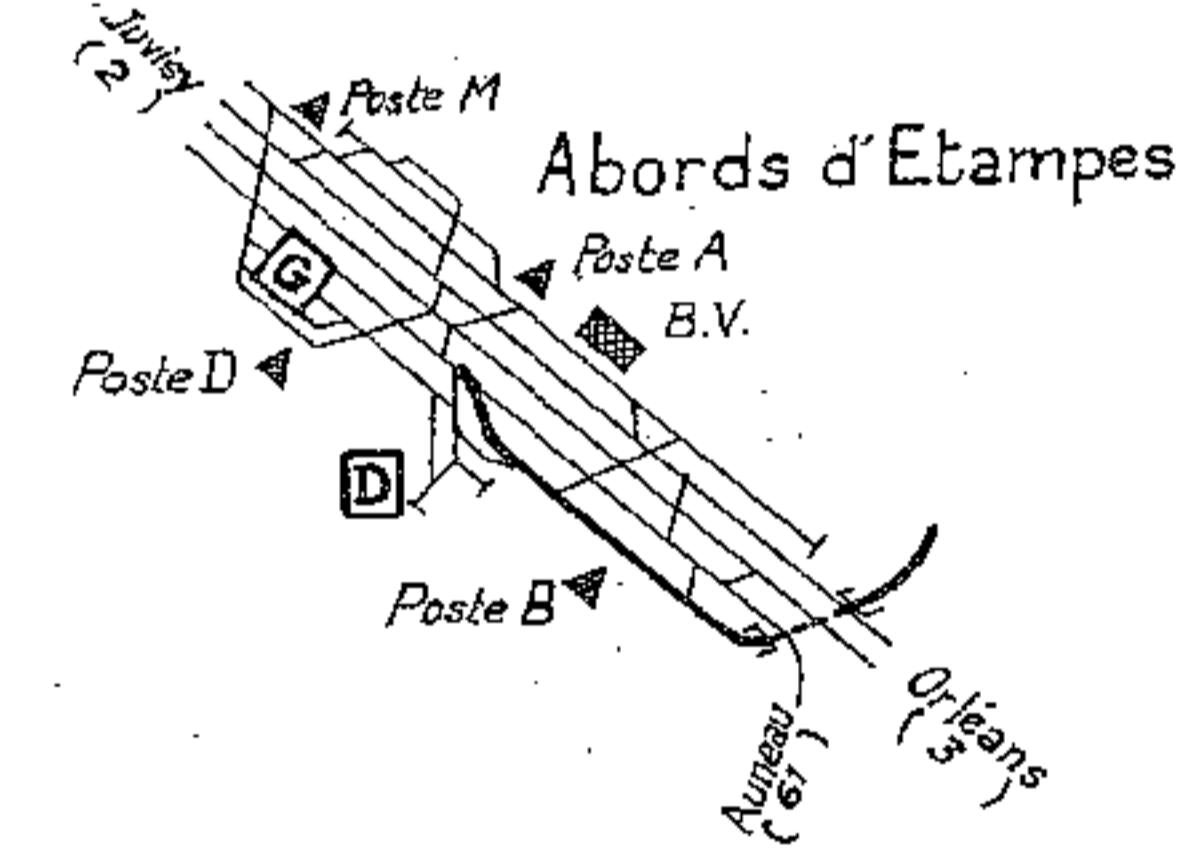 Juvisy
(2)
Poste M
Abords d'Etampes
Poste A
G
B.V.
Poste D
D
Poste B
Orléans
(3)
Auneau
(61)